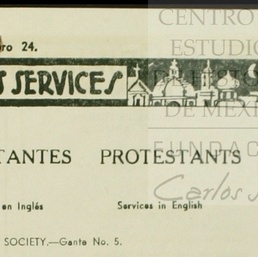 ro 24.
S SERVICES
TANTES PROTESTANTS
en Inglés Services in English
SOCIETY.—Gante No. 5.
CENTRO
ESTUDIO
DE MÉXI
FUNDAC
Carlos S